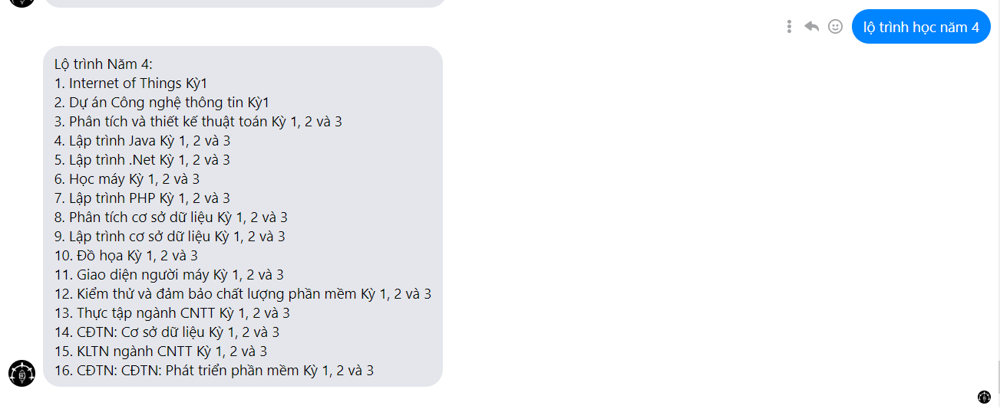 lộ trình học năm 4
Lộ trình Năm 4:
1. Internet of Things Kỳ1
2. Dự án Công nghệ thông tin Kỳ1
3. Phân tích và thiết kế thuật toán Kỳ 1, 2 và 3
4. Lập trình Java Kỳ 1, 2 và 3
5. Lập trình .Net Kỳ 1, 2 và 3
6. Học máy Kỳ 1, 2 và 3
7. Lập trình PHP Kỳ 1, 2 và 3
8. Phân tích cơ sở dữ liệu Kỳ 1, 2 và 3
9. Lập trình cơ sở dữ liệu Kỳ 1, 2 và 3
10. Đồ họa Kỳ 1, 2 và 3
11. Giao diện người máy Kỳ 1, 2 và 3
12. Kiểm thử và đảm bảo chất lượng phần mềm Kỳ 1, 2 và 3
13. Thực tập ngành CNTT Kỳ 1, 2 và 3
14. CĐTN: Cơ sở dữ liệu Kỳ 1, 2 và 3
15. KLTN ngành CNTT Kỳ 1, 2 và 3
16. CĐTN: CĐTN: Phát triển phần mềm Kỳ 1, 2 và 3